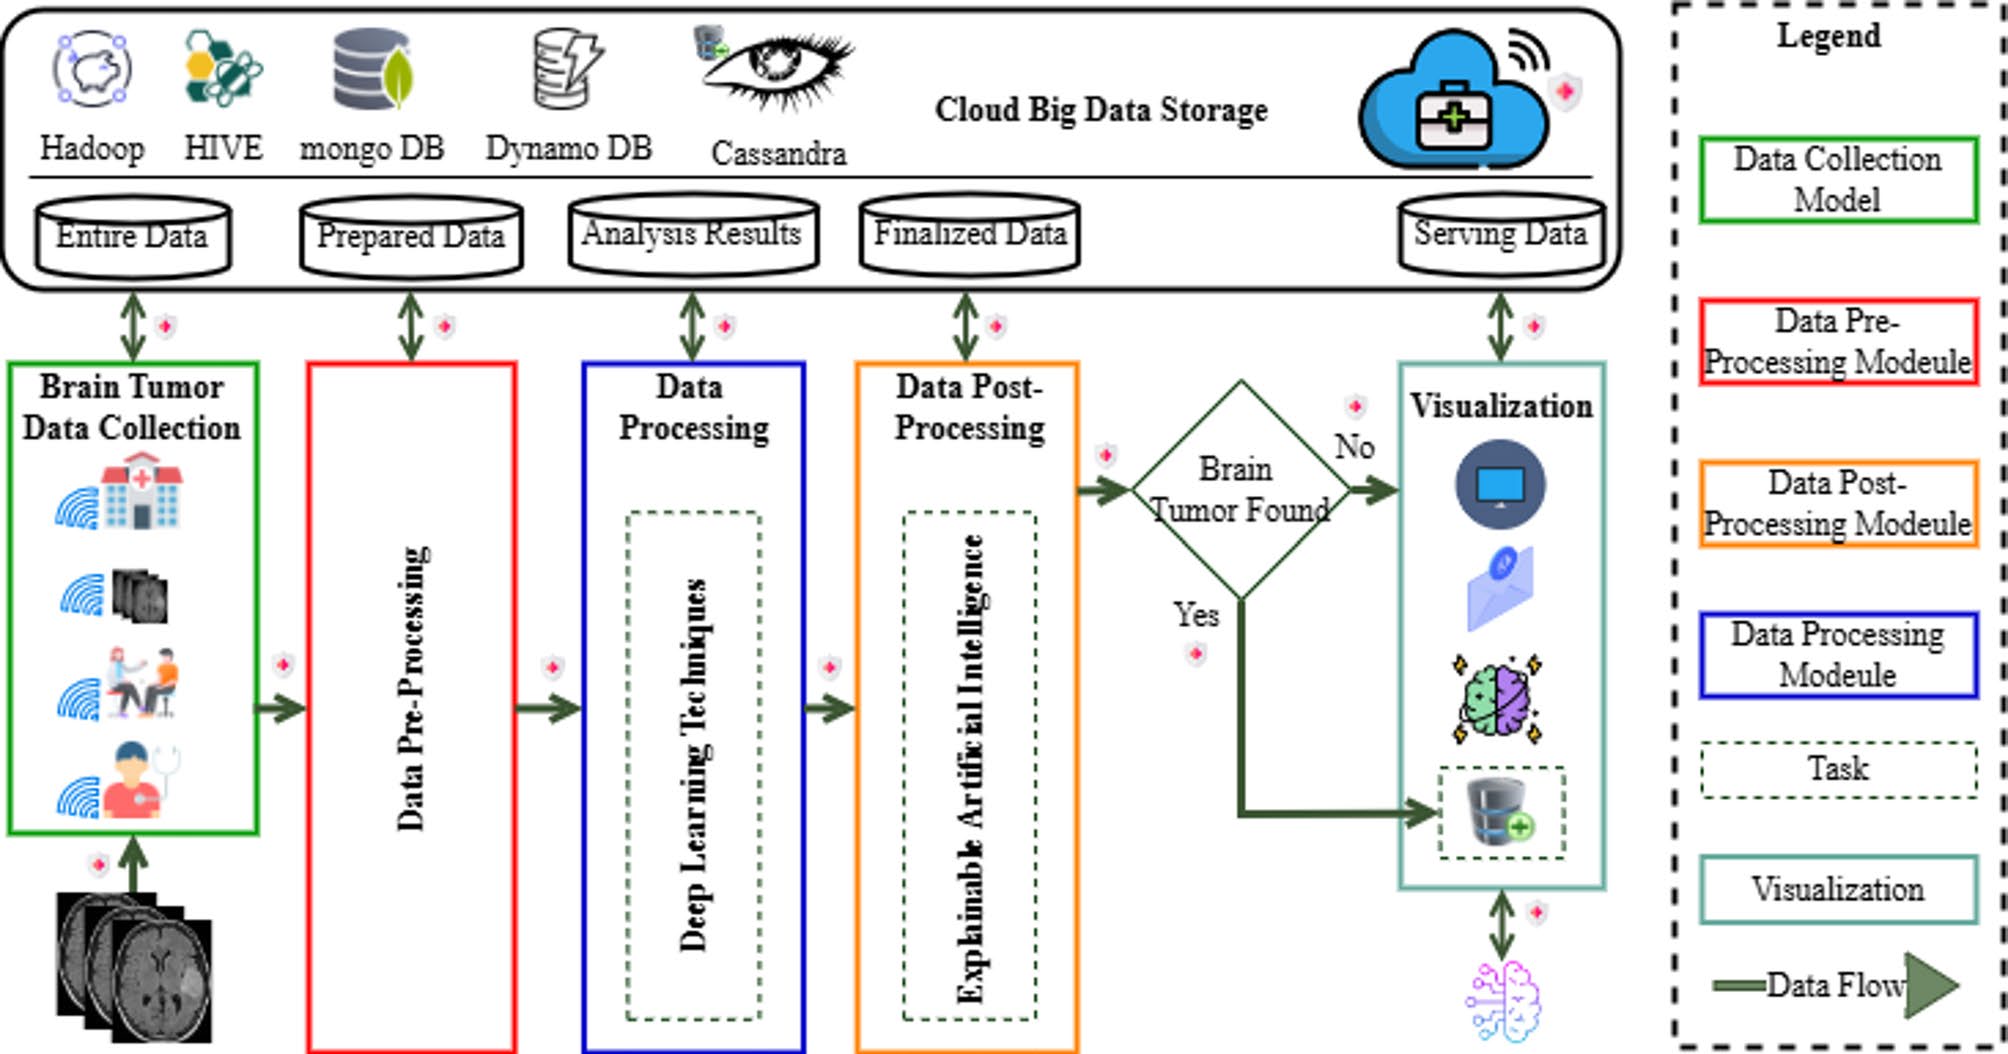 Hadoop
HIVE
mongo DB
Dynamo DB
Cassandra
Cloud Big Data Storage
Entire Data
Prepared Data
Analysis Results
Finalized Data
Serving Data
Brain Tumor
Data Collection
Data Pre-Processing
Data
Processing
Deep Learning Techniques
Data Post-
Processing
Explainable Artificial Intelligence
Brain
Tumor Found
No
Yes
Visualization
Legend
Data Collection
Model
Data Pre-
Processing Modeule
Data Post-
Processing Modeule
Data Processing
Modeule
Task
Visualization
Data Flow